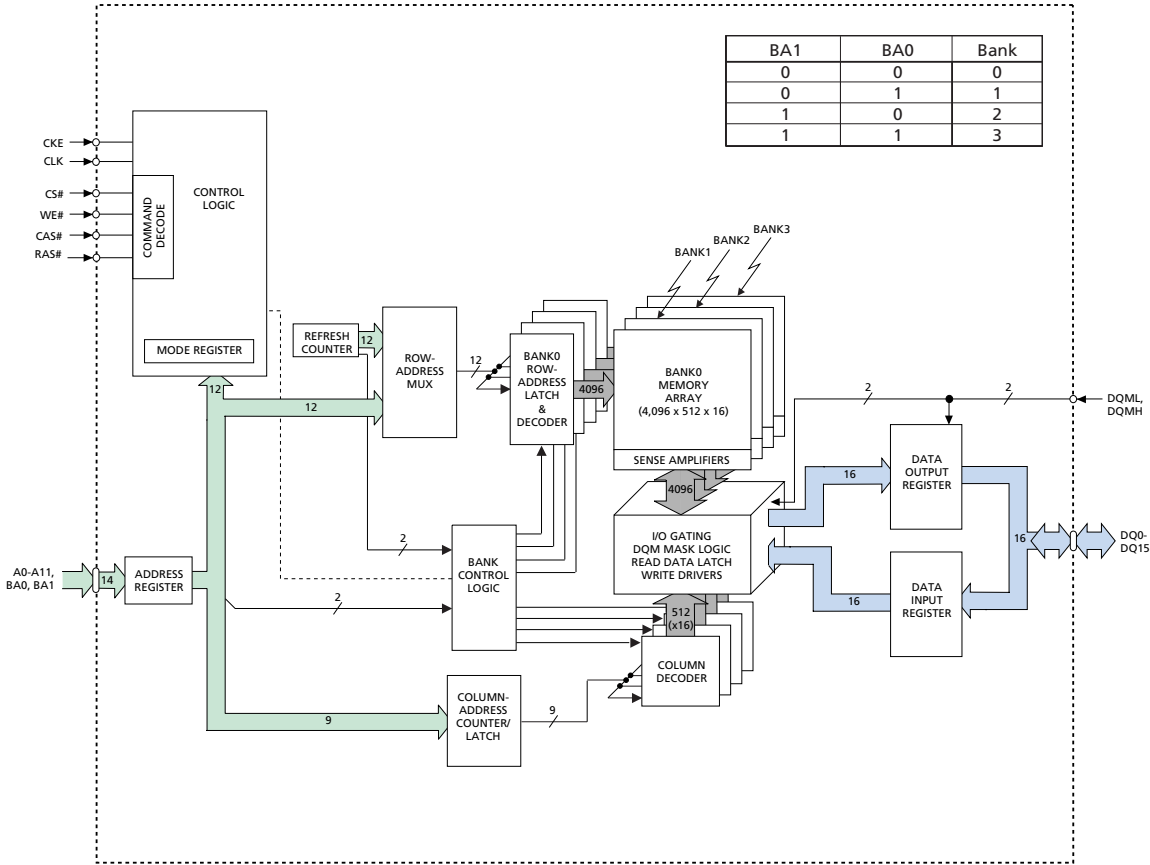 BA1 BA0 Bank
0 0 0
0 1 1
1 0 2
1 1 3
CKE
CLK
CS#
WE#
CAS#
RAS#
CONTROL
LOGIC
COMMAND
DECODE
MODE REGISTER
12
12
REFRESH
COUNTER
12
ROW-
ADDRESS
MUX
12
BANK0
ROW-
ADDRESS
LATCH
&
DECODER
4096
BANK1
BANK2
BANK3
BANK0
MEMORY
ARRAY
(4,096 x 512 x 16)
SENSE AMPLIFIERS
4096
I/O GATING
DQM MASK LOGIC
READ DATA LATCH
WRITE DRIVERS
512
(x16)
COLUMN
DECODER
2
2
DQML,
DQMH
16
DATA
OUTPUT
REGISTER
16
DQ0-
DQ15
DATA
INPUT
REGISTER
16
A0-A11,
BA0, BA1
14
ADDRESS
REGISTER
2
2
BANK
CONTROL
LOGIC
9
COLUMN-
ADDRESS
COUNTER/
LATCH
9